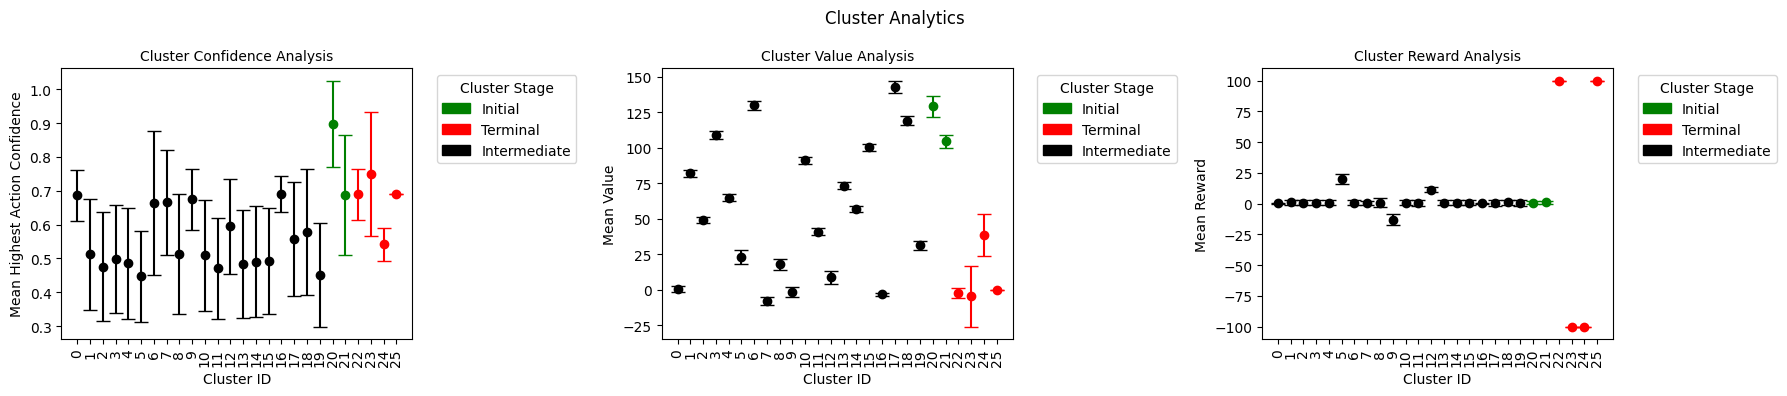 Cluster Analytics
Cluster Confidence Analysis
Mean Highest Action Confidence
1.0
0.9
0.8
0.7
0.6
0.5
0.4
0.3
0 1 2 3 4 5 6 7 8 9 10 11 12 13 14 15 16 17 18 19 20 21 22 23 24 25
Cluster ID
Cluster Stage
Initial
Terminal
Intermediate
Cluster Value Analysis
Mean Value
150
125
100
75
50
25
0
−25
0 1 2 3 4 5 6 7 8 9 10 11 12 13 14 15 16 17 18 19 20 21 22 23 24 25
Cluster ID
Cluster Stage
Initial
Terminal
Intermediate
Cluster Reward Analysis
Mean Reward
100
75
50
25
0
−25
−50
−75
−100
0 1 2 3 4 5 6 7 8 9 10 11 12 13 14 15 16 17 18 19 20 21 22 23 24 25
Cluster ID
Cluster Stage
Initial
Terminal
Intermediate